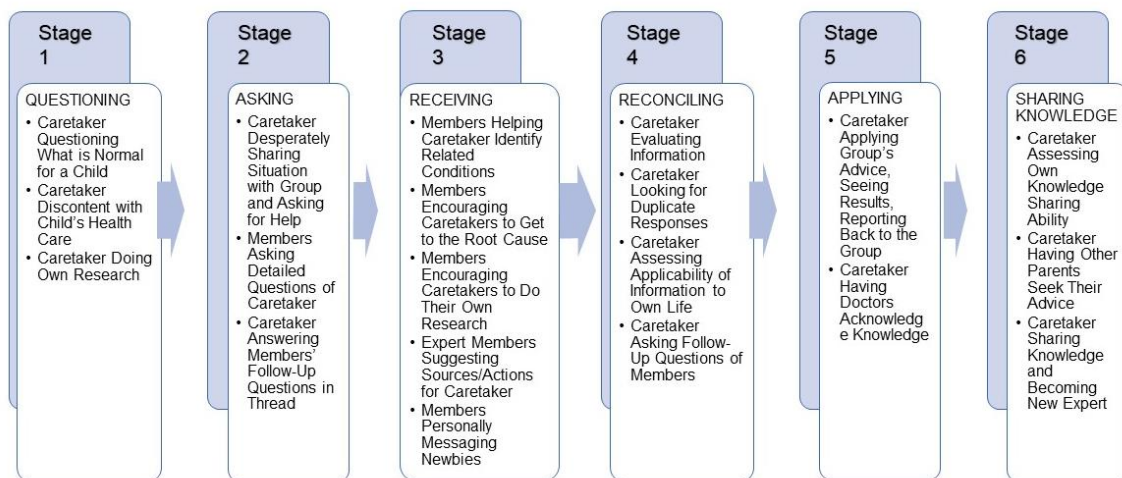 Stage
1
QUESTIONING
• Caretaker
Questioning
What is Normal
for a Child
• Caretaker
Discontent with
Child's Health
Care
• Caretaker Doing
Own Research
Stage
2
ASKING
• Caretaker
Desperately
Sharing
Situation
with Group
and Asking
for Help
• Members
Asking
Detailed
Questions of
Caretaker
• Caretaker
Answering
Members'
Follow-Up
Questions in
Thread
Stage
3
RECEIVING
• Members Helping
Caretaker Identify
Related
Conditions
• Members
Encouraging
Caretakers to Get
to the Root Cause
• Members
Encouraging
Caretakers to Do
Their Own
Research
• Expert Members
Suggesting
Sources/Actions
for Caretaker
• Members
Personally
Messaging
Newbies
Stage
4
RECONCILING
• Caretaker
Evaluating
Information
• Caretaker
Looking for
Duplicate
Responses
• Caretaker
Assessing
Applicability of
Information to
Own Life
• Caretaker
Asking Follow-
Up Questions of
Members
Stage
5
APPLYING
• Caretaker
Applying
Group's
Advice,
Seeing
Results,
Reporting
Back to the
Group
• Caretaker
Having
Doctors
Acknowledg
e Knowledge
Stage
6
SHARING
KNOWLEDGE
• Caretaker
Assessing
Own
Knowledge
Sharing
Ability
• Caretaker
Having Other
Parents
Seek Their
Advice
• Caretaker
Sharing
Knowledge
and
Becoming
New Expert